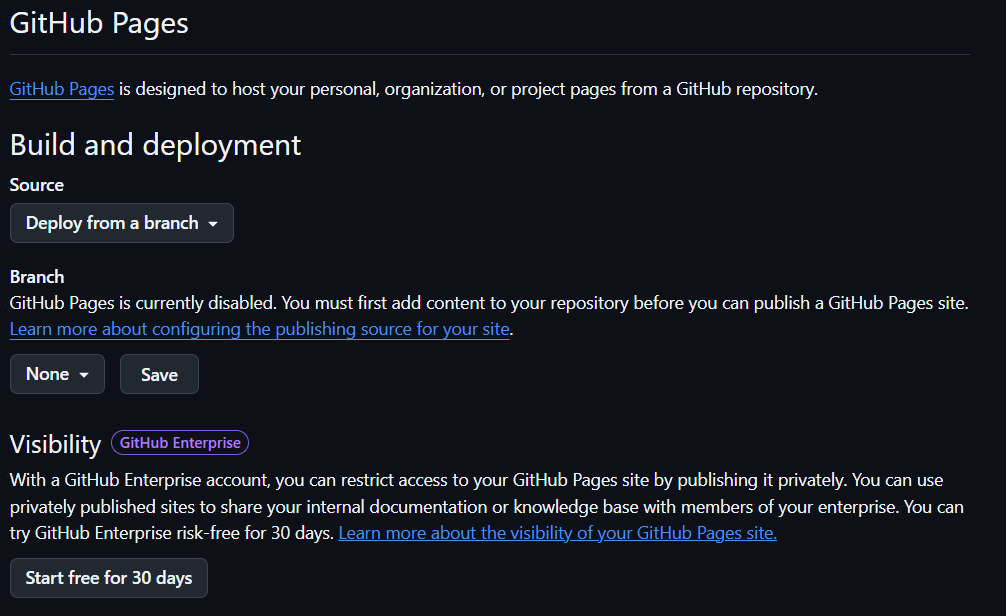 GitHub Pages
GitHub Pages is designed to host your personal, organization, or project pages from a GitHub repository.
Build and deployment
Source
Deploy from a branch
Branch
GitHub Pages is currently disabled. You must first add content to your repository before you can publish a GitHub Pages site.
Learn more about configuring the publishing source for your site.
None Save
Visibility GitHub Enterprise
With a GitHub Enterprise account, you can restrict access to your GitHub Pages site by publishing it privately. You can use
privately published sites to share your internal documentation or knowledge base with members of your enterprise. You can
try GitHub Enterprise risk-free for 30 days. Learn more about the visibility of your GitHub Pages site.
Start free for 30 days